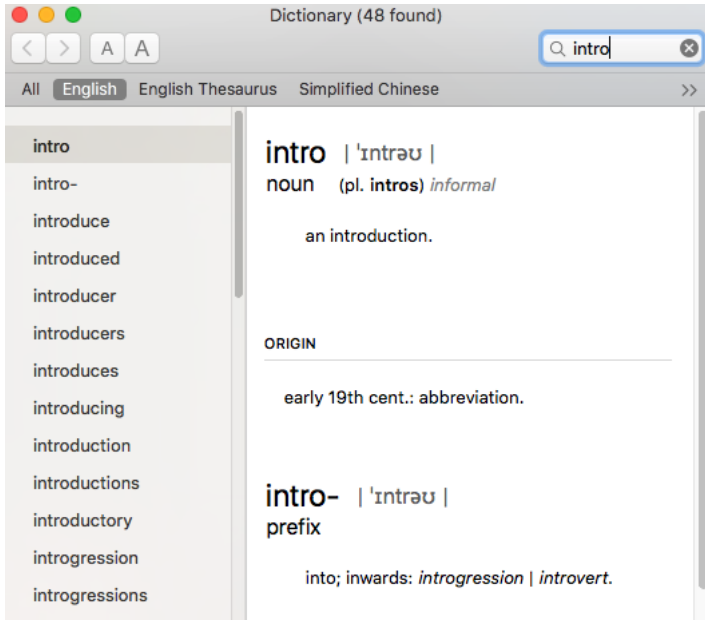 Dictionary (48 found)
A A
intro
All English English Thesaurus Simplified Chinese >>
intro
intro-
introduce
introduced
introducer
introducers
introduces
introducing
introduction
introductions
introductory
introgression
introgressions
intro | ˈɪntrəʊ |
noun (pl. intros) informal
an introduction.
ORIGIN
early 19th cent.: abbreviation.
intro- | ˈɪntrəʊ |
prefix
into; inwards: introgression | introvert.